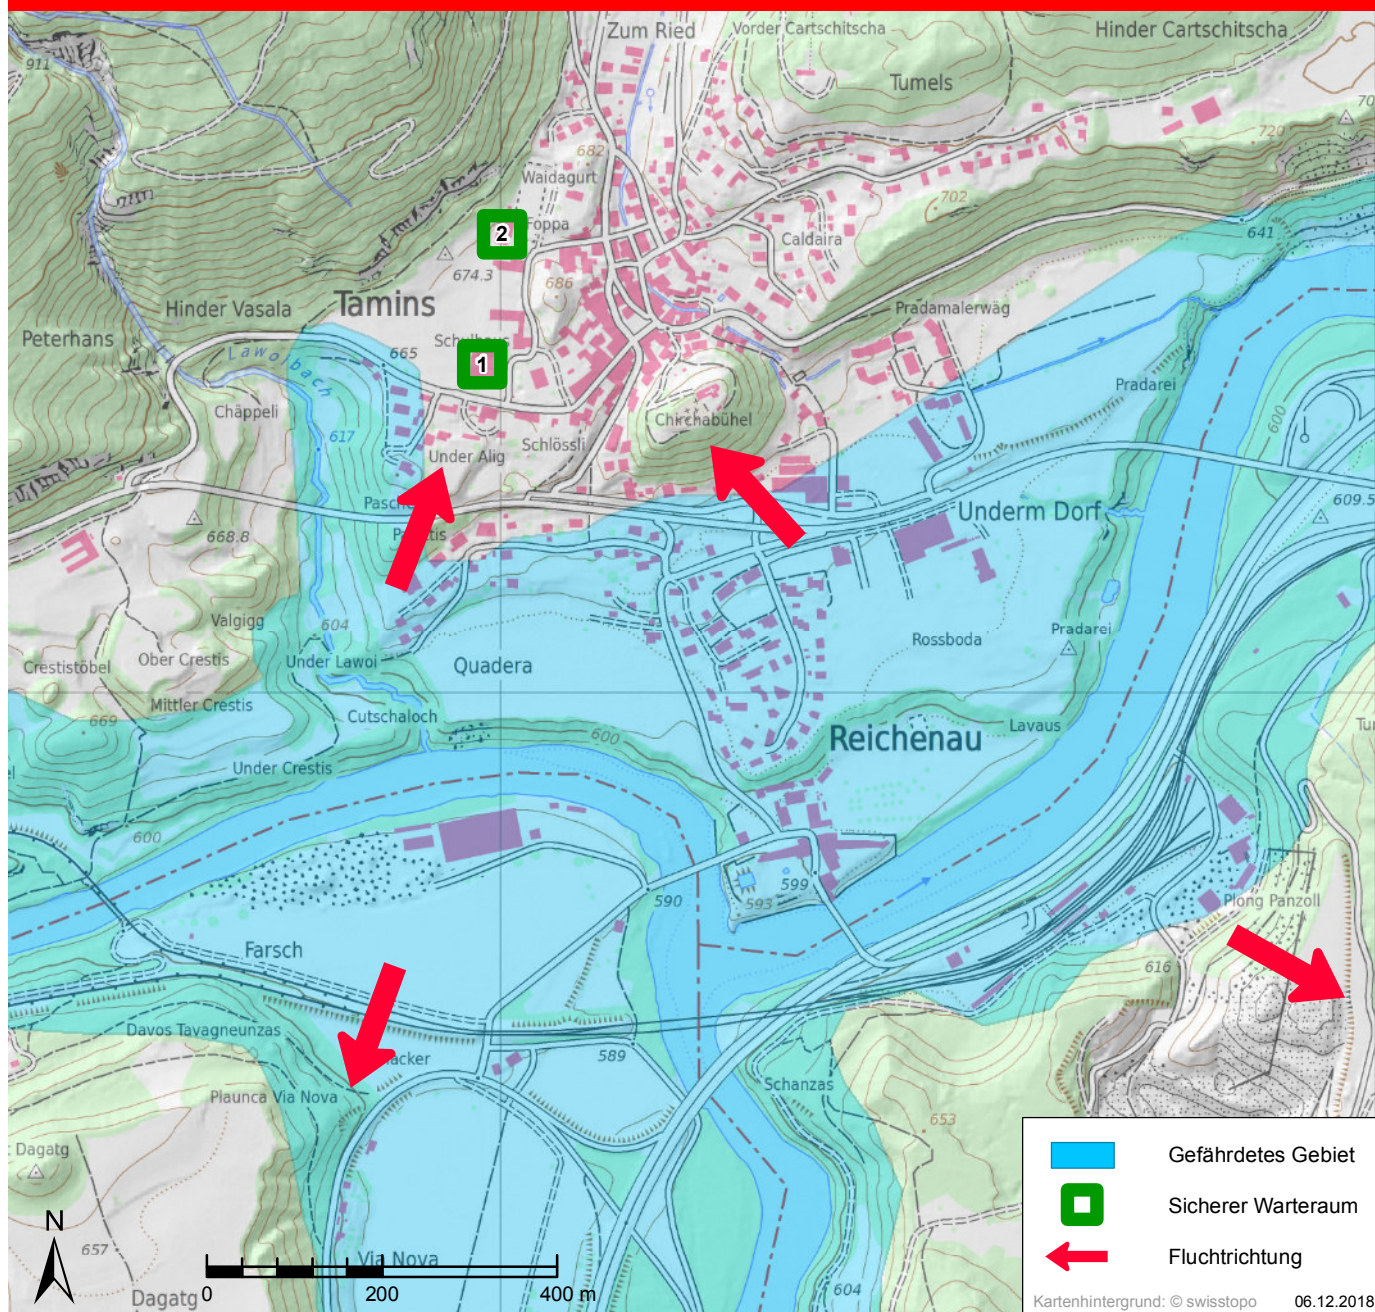 Zum Ried
Vorder Cartschitscha
Hinder Cartschitscha
911
Tumels
70
720
682
Waidagurt
702
2
Foppa
641
Caldaira
674.3
686
Hinder Vasala
Tamins
Pradamalerwäg
Peterhans
Schulhaus
665
1
Lawoibach
Pradarei
Chäppeli
Chirchabühel
600
617
Schlössli
Under Alig
609.5
Underm Dorf
668.8
Valgigg
604
Pradarei
Rossboda
Ober Crestis
Under Lawoi
Quadera
Crestistöbel
Mittler Crestis
669
Cutschaloch
Lavaus
600
Reichenau
Under Crestis
600
599
593
590
Plong Panzoll
Farsch
616
Davos Tavagneunzas
589
Schanzas
Plaunca Via Nova
653
Dagatg
Gefährdetes Gebiet
Sicherer Warteraum
N
657
Via Nova
Fluchtrichtung
604
Dagatg
0
200
400 m
Kartenhintergrund: © swisstopo
06.12.2018